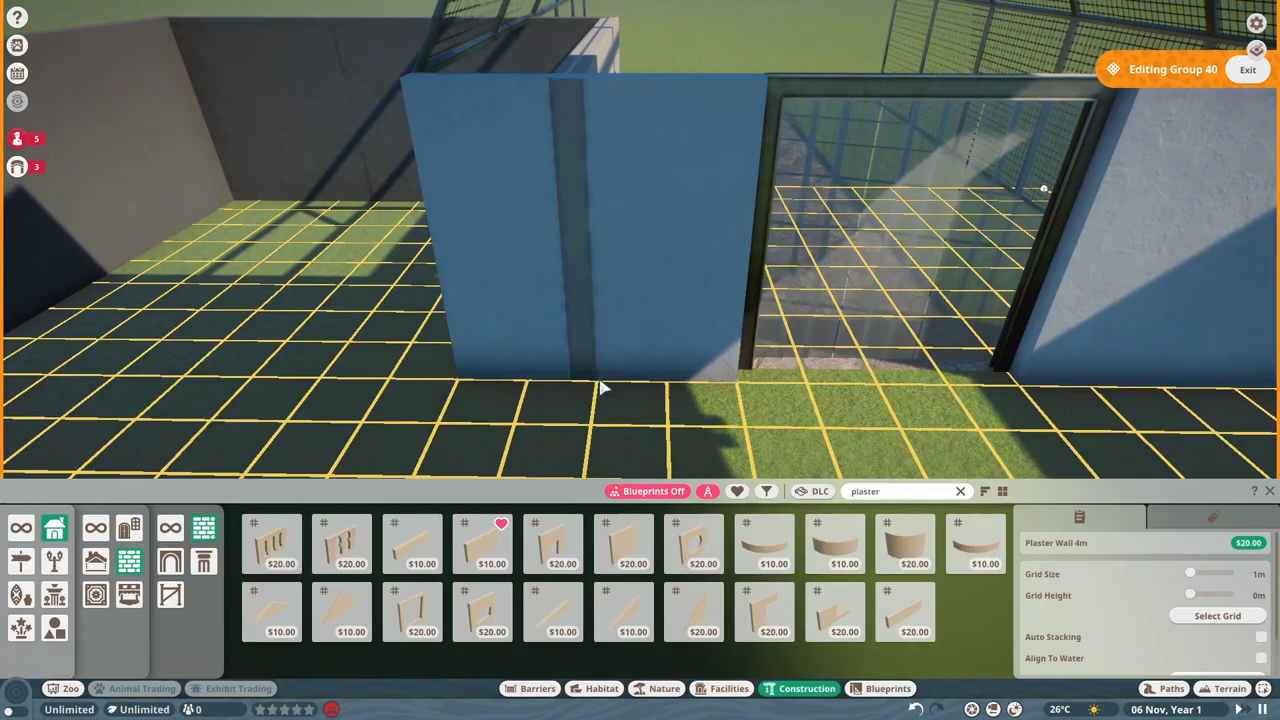 ?
Editing Group 40
Exit
5
3
Blueprints Off
DLC
plaster
?
$20.00 $20.00 $10.00 $10.00 $20.00 $20.00 $20.00 $10.00 $10.00 $20.00 $10.00
$10.00 $10.00 $20.00 $20.00 $10.00 $10.00 $20.00 $20.00 $20.00 $20.00
Plaster Wall 4m $20.00
Grid Size 1m
Grid Height 0m
Select Grid
Auto Stacking
Align To Water
Zoo Animal Trading Exhibit Trading Barriers Habitat Nature Facilities Construction Blueprints Paths Terrain
Unlimited Unlimited 0 26°C 06 Nov, Year 1